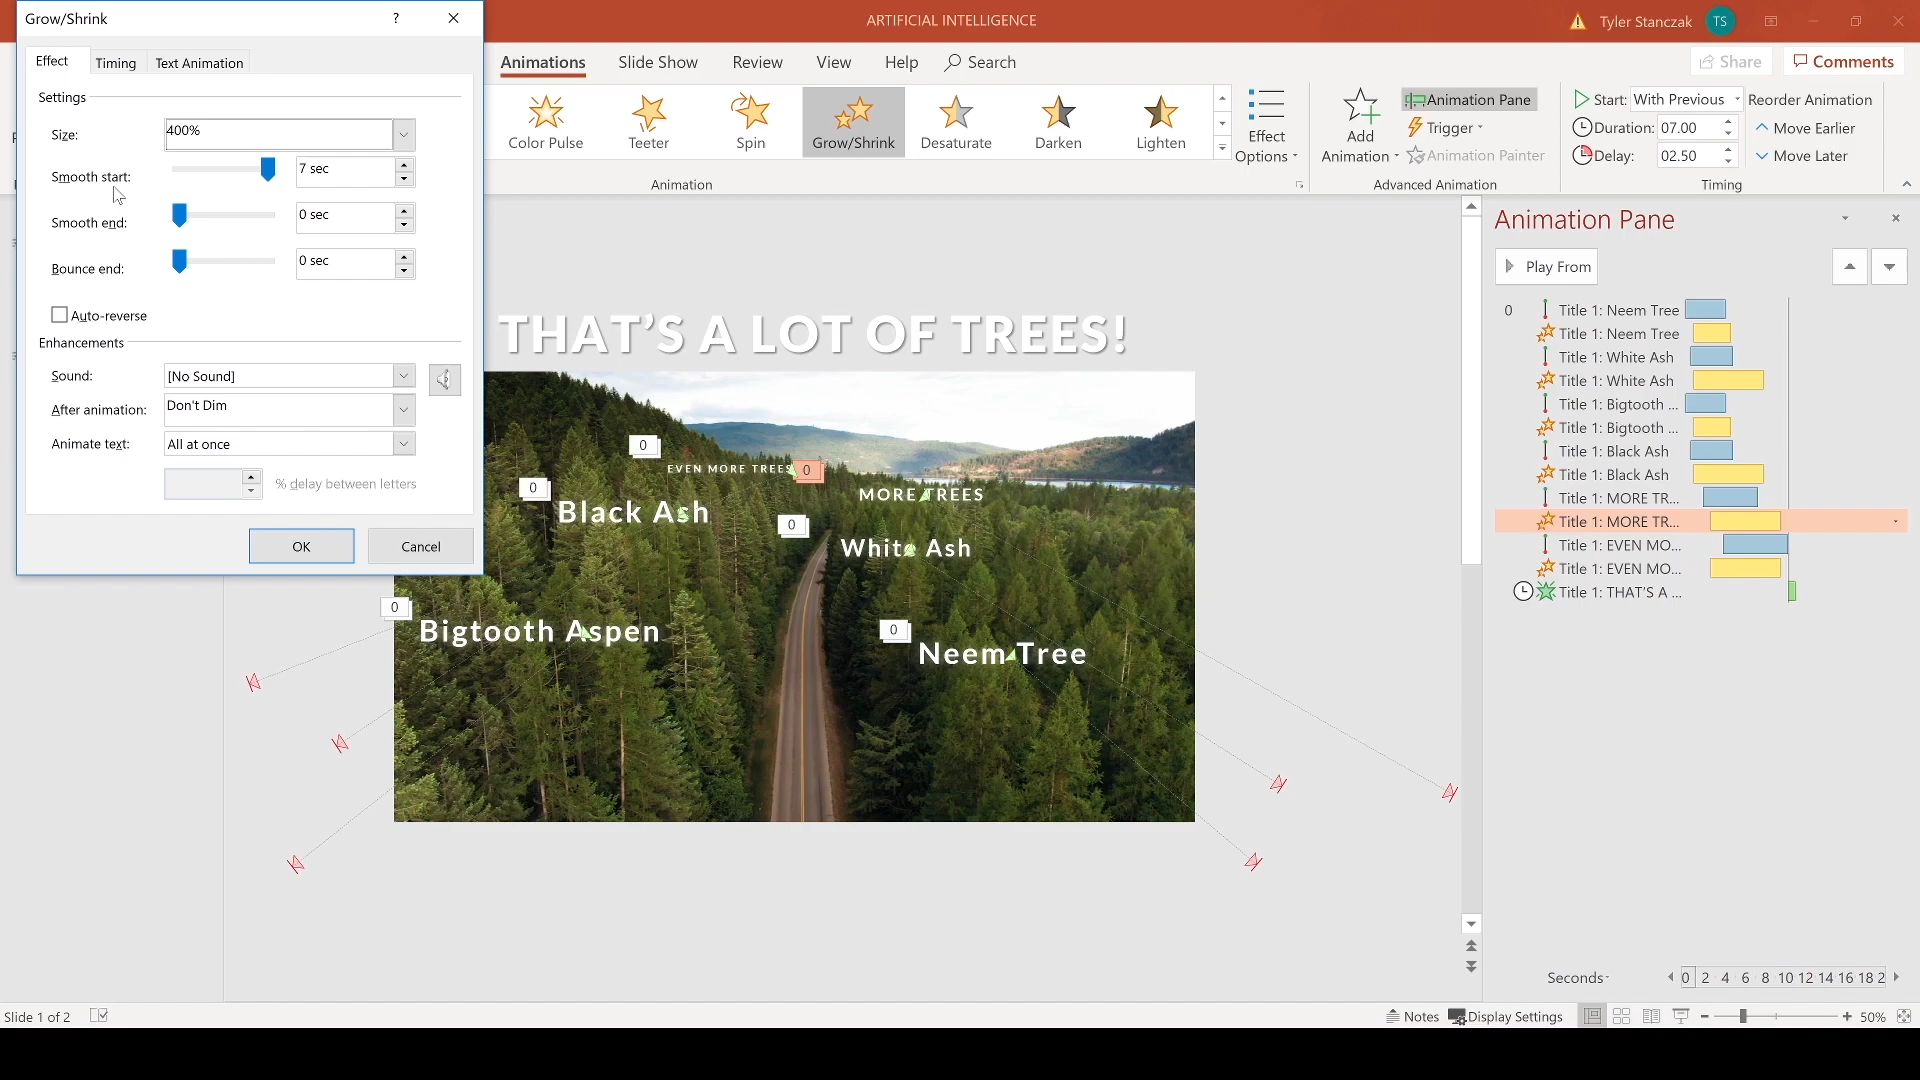 Grow/Shrink
?
ARTIFICIAL INTELLIGENCE
Tyler Stanczak
TS
Effect
Timing
Text Animation
Animations
Slide Show
Review
View
Help
Search
Share
Comments
Settings
Size:
400%
Smooth start:
7 sec
Smooth end:
0 sec
Bounce end:
0 sec
Auto-reverse
Enhancements
Sound:
[No Sound]
After animation:
Don't Dim
Animate text:
All at once
% delay between letters
OK
Cancel
Color Pulse
Teeter
Spin
Grow/Shrink
Desaturate
Darken
Lighten
Animation
Effect
Options
Add
Animation
Animation Pane
Trigger
Animation Painter
Advanced Animation
Start: With Previous
Duration: 07.00
Delay: 02.50
Reorder Animation
Move Earlier
Move Later
Timing
THAT'S A LOT OF TREES!
0
EVEN MORE TREES
0
0
Black Ash
MORE TREES
0
White Ash
0
Bigtooth Aspen
0
Neem Tree
Animation Pane
Play From
0
Title 1: Neem Tree
Title 1: Neem Tree
Title 1: White Ash
Title 1: White Ash
Title 1: Bigtooth ...
Title 1: Bigtooth ...
Title 1: Black Ash
Title 1: Black Ash
Title 1: MORE TR...
Title 1: MORE TR...
Title 1: EVEN MO...
Title 1: EVEN MO...
Title 1: THAT'S A ...
Seconds
0 2 4 6 8 10 12 14 16 18 2
Slide 1 of 2
Notes
Display Settings
50%